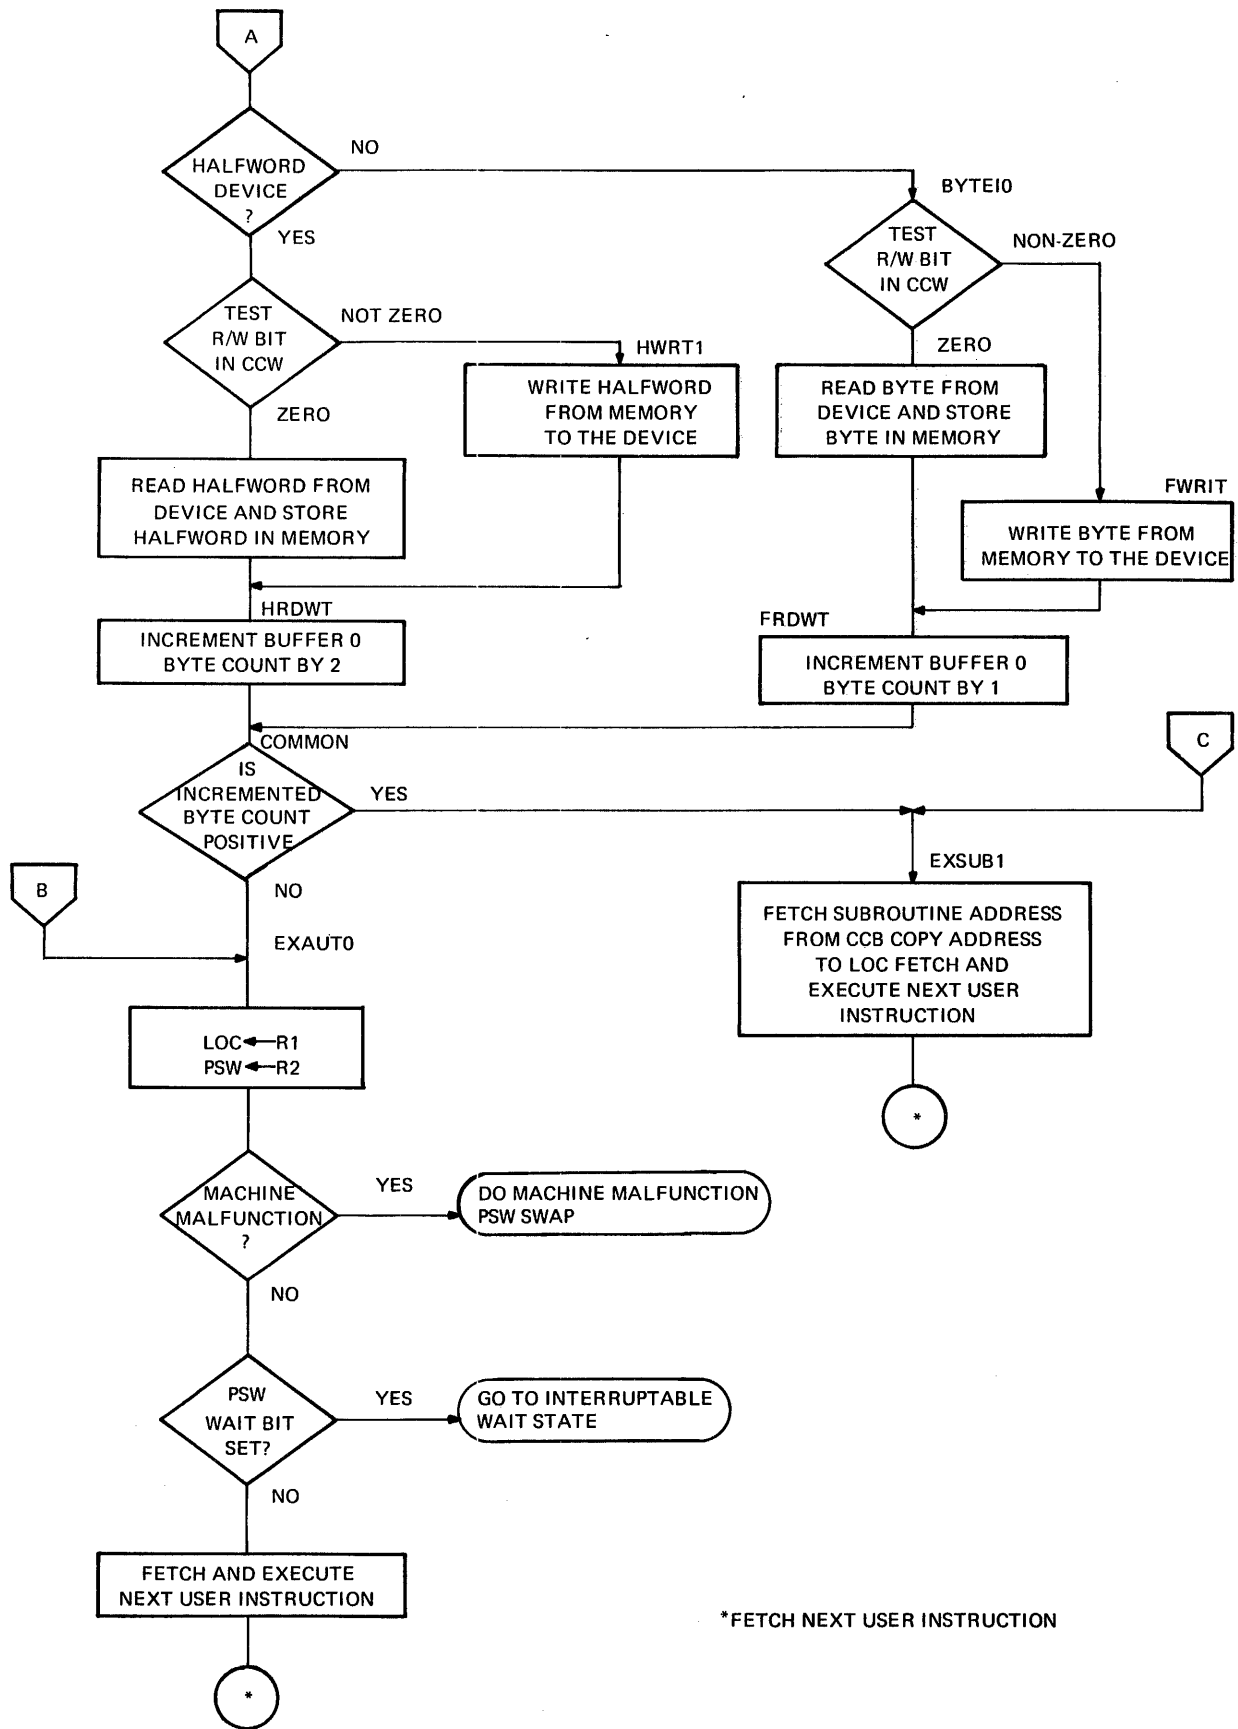 A
HALFWORD
DEVICE
?
NO
YES
BYTEI0
TEST
R/W BIT
IN CCW
NON-ZERO
ZERO
TEST
R/W BIT
IN CCW
NOT ZERO
ZERO
HWRT1
WRITE HALFWORD
FROM MEMORY
TO THE DEVICE
READ BYTE FROM
DEVICE AND STORE
BYTE IN MEMORY
READ HALFWORD FROM
DEVICE AND STORE
HALFWORD IN MEMORY
FWRIT
WRITE BYTE FROM
MEMORY TO THE DEVICE
HRDWT
INCREMENT BUFFER 0
BYTE COUNT BY 2
FRDWT
INCREMENT BUFFER 0
BYTE COUNT BY 1
COMMON
IS
INCREMENTED
BYTE COUNT
POSITIVE
YES
NO
C
B
EXAUT0
EXSUB1
FETCH SUBROUTINE ADDRESS
FROM CCB COPY ADDRESS
TO LOC FETCH AND
EXECUTE NEXT USER
INSTRUCTION
*
LOC←R1
PSW←R2
MACHINE
MALFUNCTION
?
YES
DO MACHINE MALFUNCTION
PSW SWAP
NO
PSW
WAIT BIT
SET?
YES
GO TO INTERRUPTABLE
WAIT STATE
NO
FETCH AND EXECUTE
NEXT USER INSTRUCTION
*
*FETCH NEXT USER INSTRUCTION